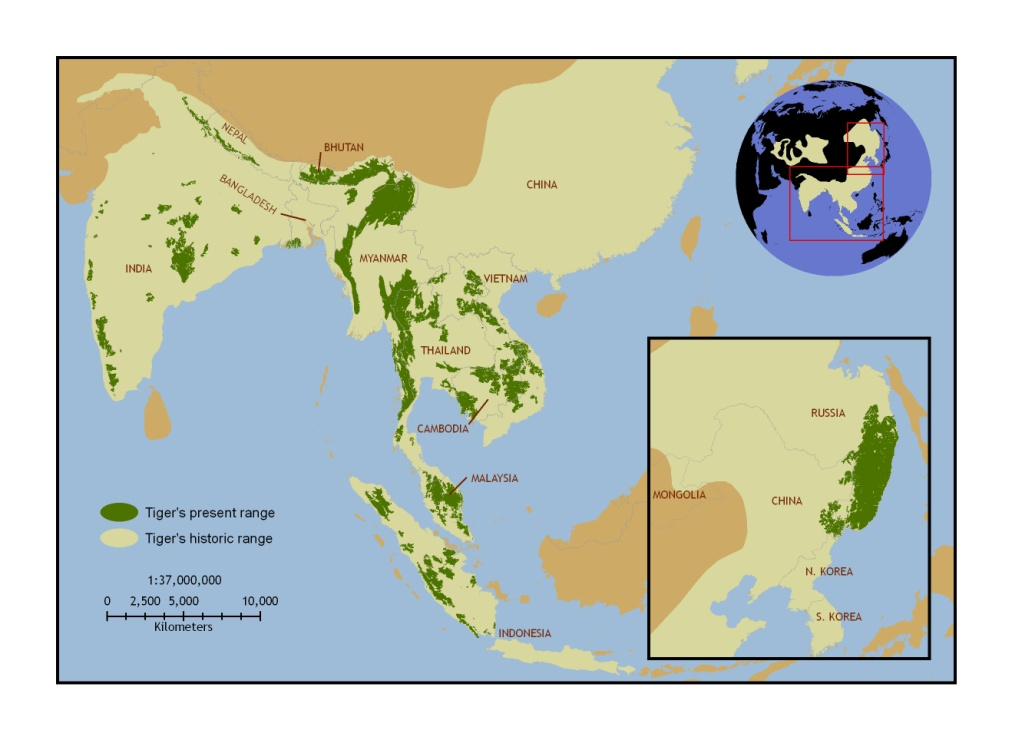 NEPAL
BHUTAN
BANGLADESH
CHINA
INDIA
MYANMAR
VIETNAM
THAILAND
CAMBODIA
MALAYSIA
INDONESIA
RUSSIA
MONGOLIA
CHINA
N. KOREA
S. KOREA
Tiger's present range
Tiger's historic range
1:37,000,000
0 2,500 5,000 10,000
Kilometers